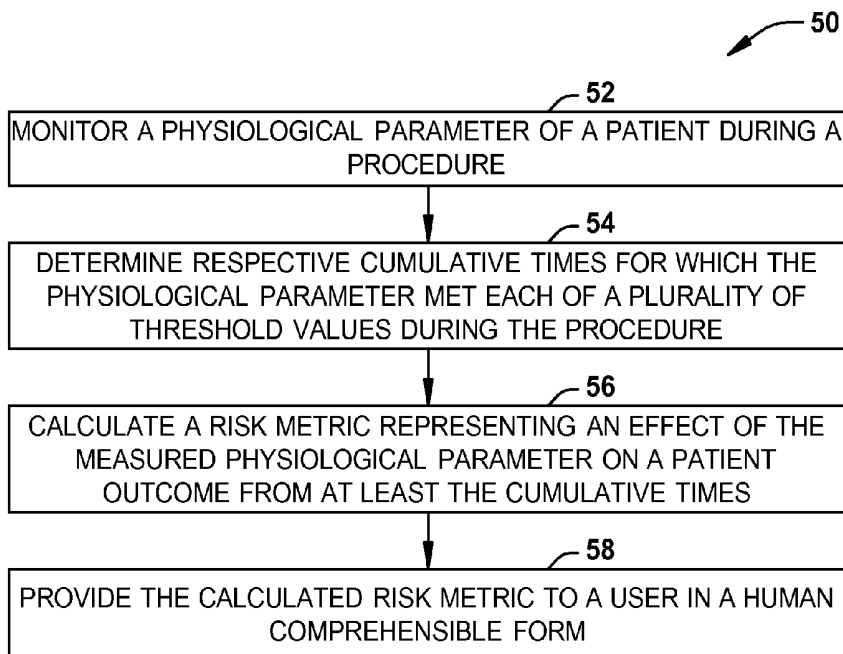 50
52
MONITOR A PHYSIOLOGICAL PARAMETER OF A PATIENT DURING A
PROCEDURE
54
DETERMINE RESPECTIVE CUMULATIVE TIMES FOR WHICH THE
PHYSIOLOGICAL PARAMETER MET EACH OF A PLURALITY OF
THRESHOLD VALUES DURING THE PROCEDURE
56
CALCULATE A RISK METRIC REPRESENTING AN EFFECT OF THE
MEASURED PHYSIOLOGICAL PARAMETER ON A PATIENT
OUTCOME FROM AT LEAST THE CUMULATIVE TIMES
58
PROVIDE THE CALCULATED RISK METRIC TO A USER IN A HUMAN
COMPREHENSIBLE FORM